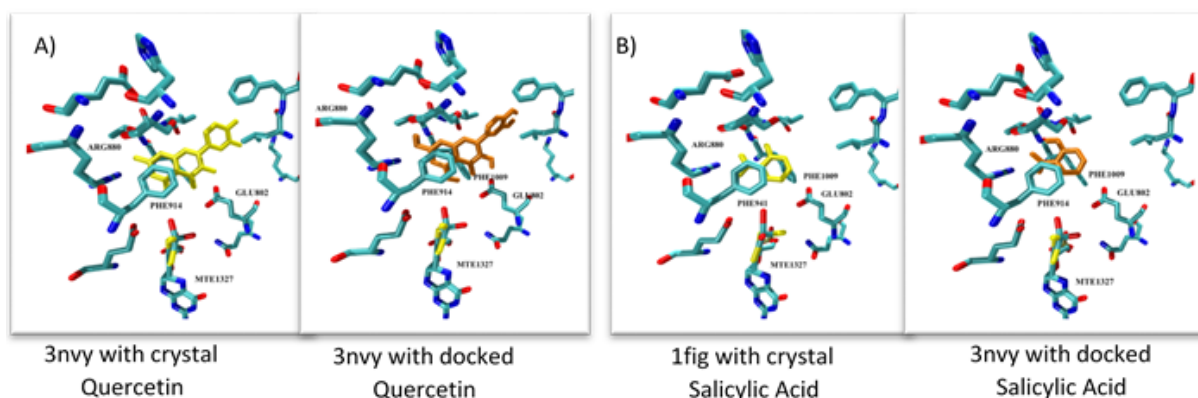 A)
ARG880
PHE914
GLU802
MTE1327
ARG880
PHE1009
PHE914
GLU802
MTE1327
B)
ARG880
PHE1009
GLU802
PHE941
MTE1327
ARG880
PHE1009
GLU802
PHE914
MTE1327
3nvy with crystal
Quercetin
3nvy with docked
Quercetin
1fig with crystal
Salicylic Acid
3nvy with docked
Salicylic Acid